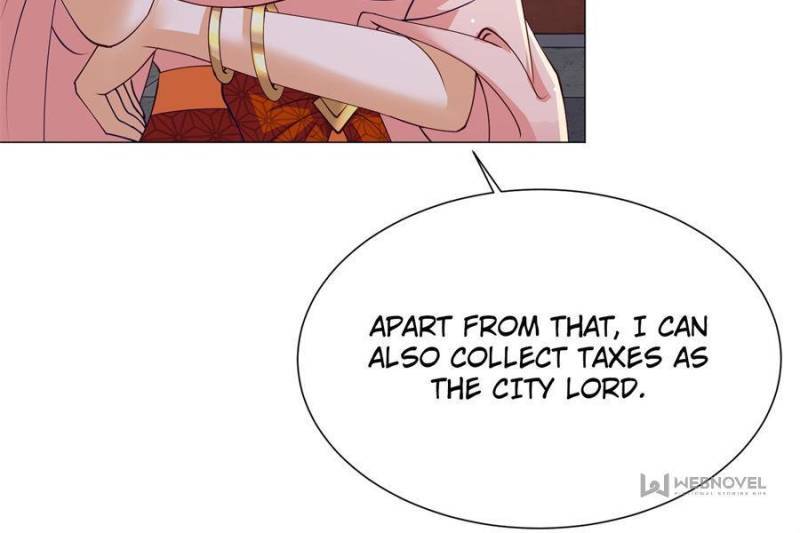 APART FROM THAT, I CAN
ALSO COLLECT TAXES AS
THE CITY LORD.
WEBNOVEL